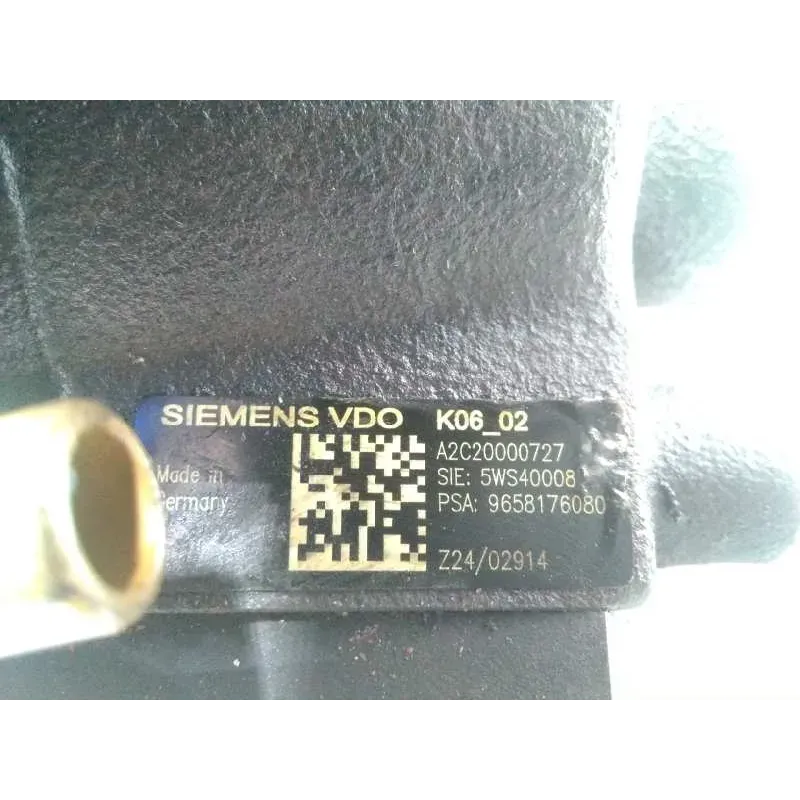 SIEMENS VDO K06_02
A2C20000727
Made in SIE: 5WS40008
Germany PSA: 9658176080
Z24/02914